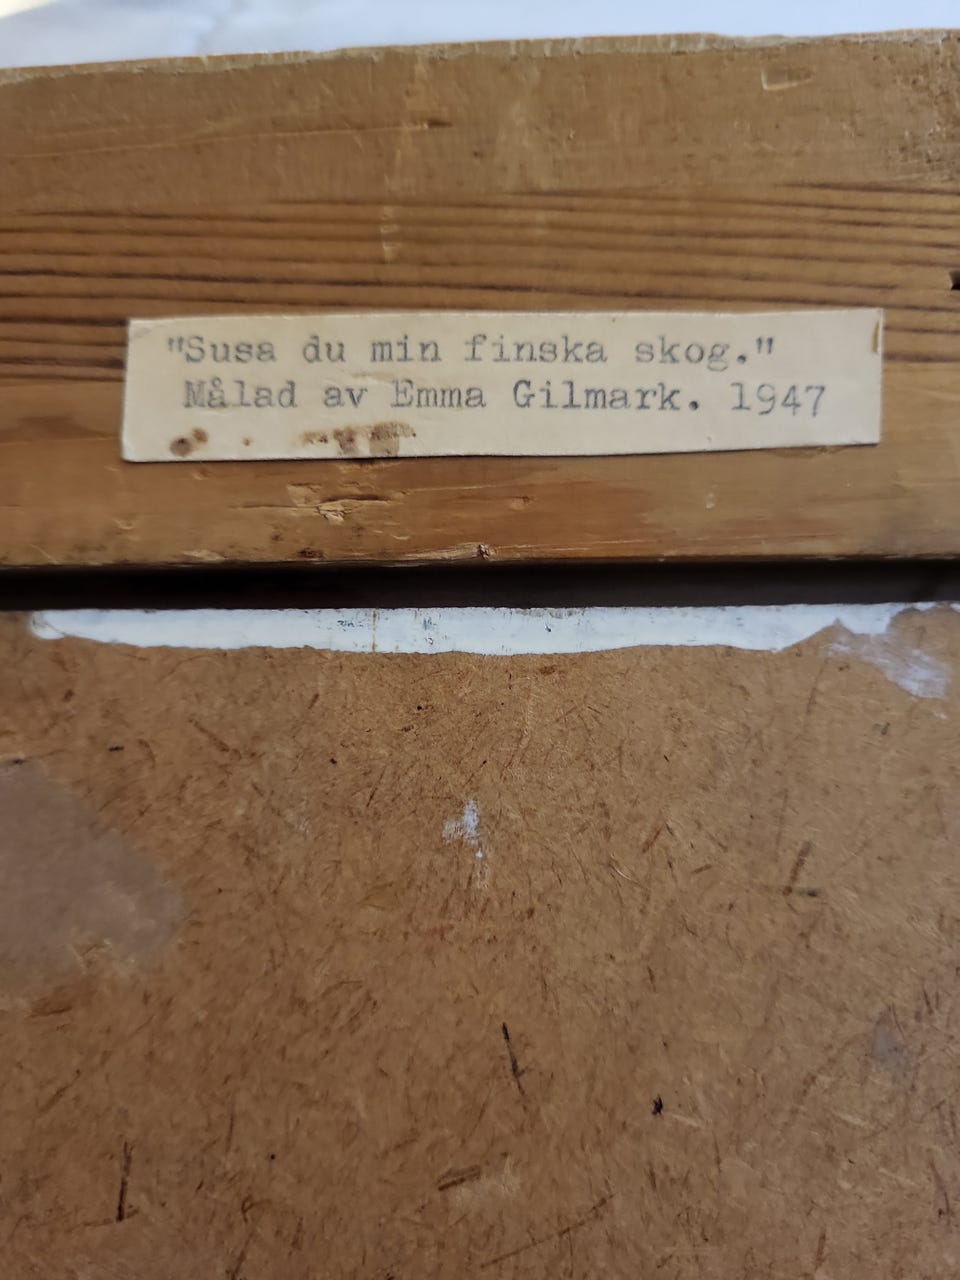 "Susa du min finska skog."
Målad av Emma Gilmark. 1947